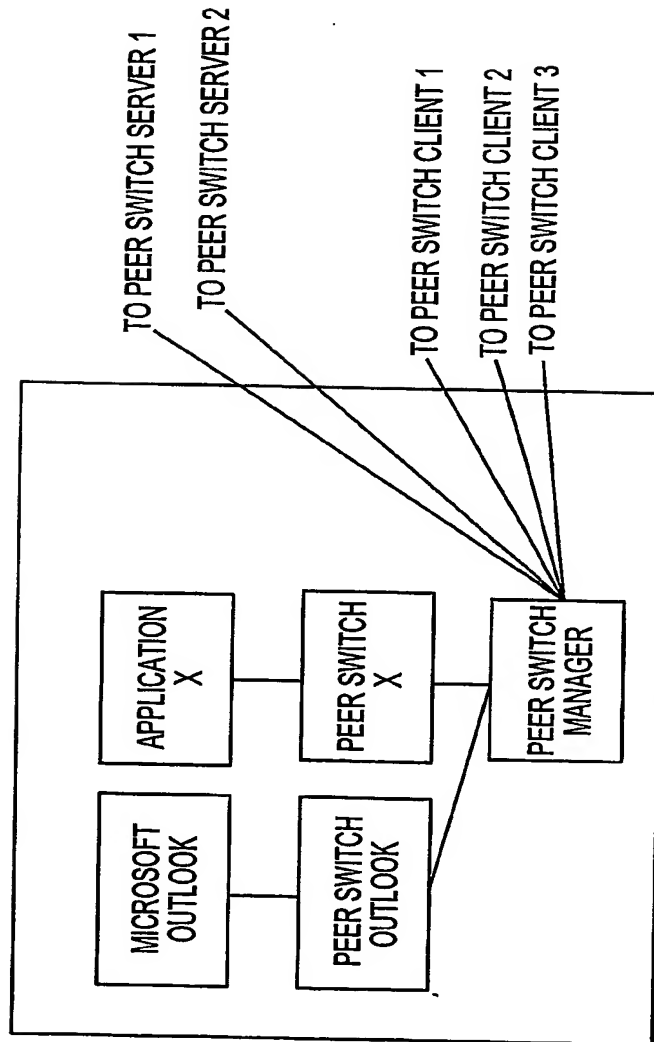 MICROSOFT
OUTLOOK
APPLICATION
X
PEER SWITCH
OUTLOOK
PEER SWITCH
X
PEER SWITCH
MANAGER
TO PEER SWITCH SERVER 1
TO PEER SWITCH SERVER 2
TO PEER SWITCH CLIENT 1
TO PEER SWITCH CLIENT 2
TO PEER SWITCH CLIENT 3